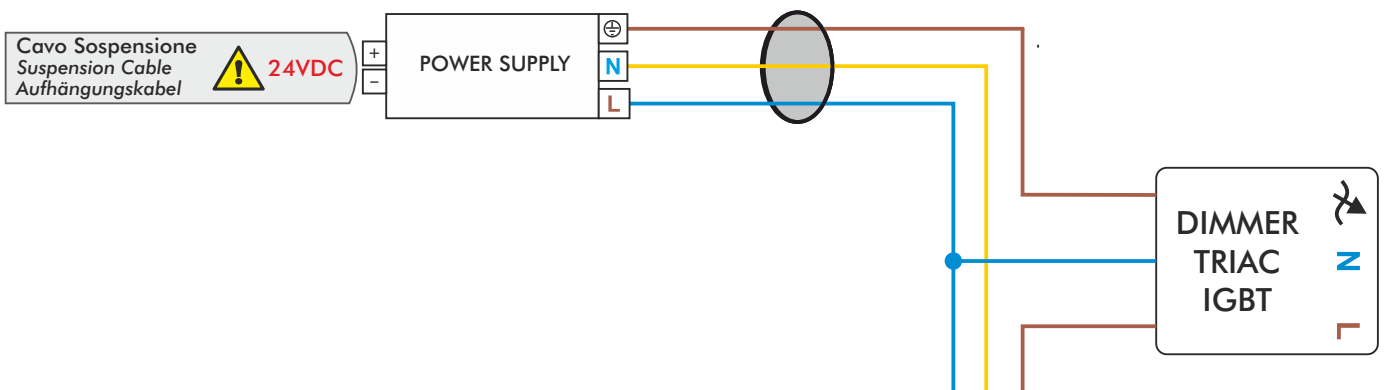 Cavo Sospensione
Suspension Cable
Aufhängungskabel
24VDC
+
−
POWER SUPPLY
N
L
DIMMER
TRIAC
IGBT
N
L